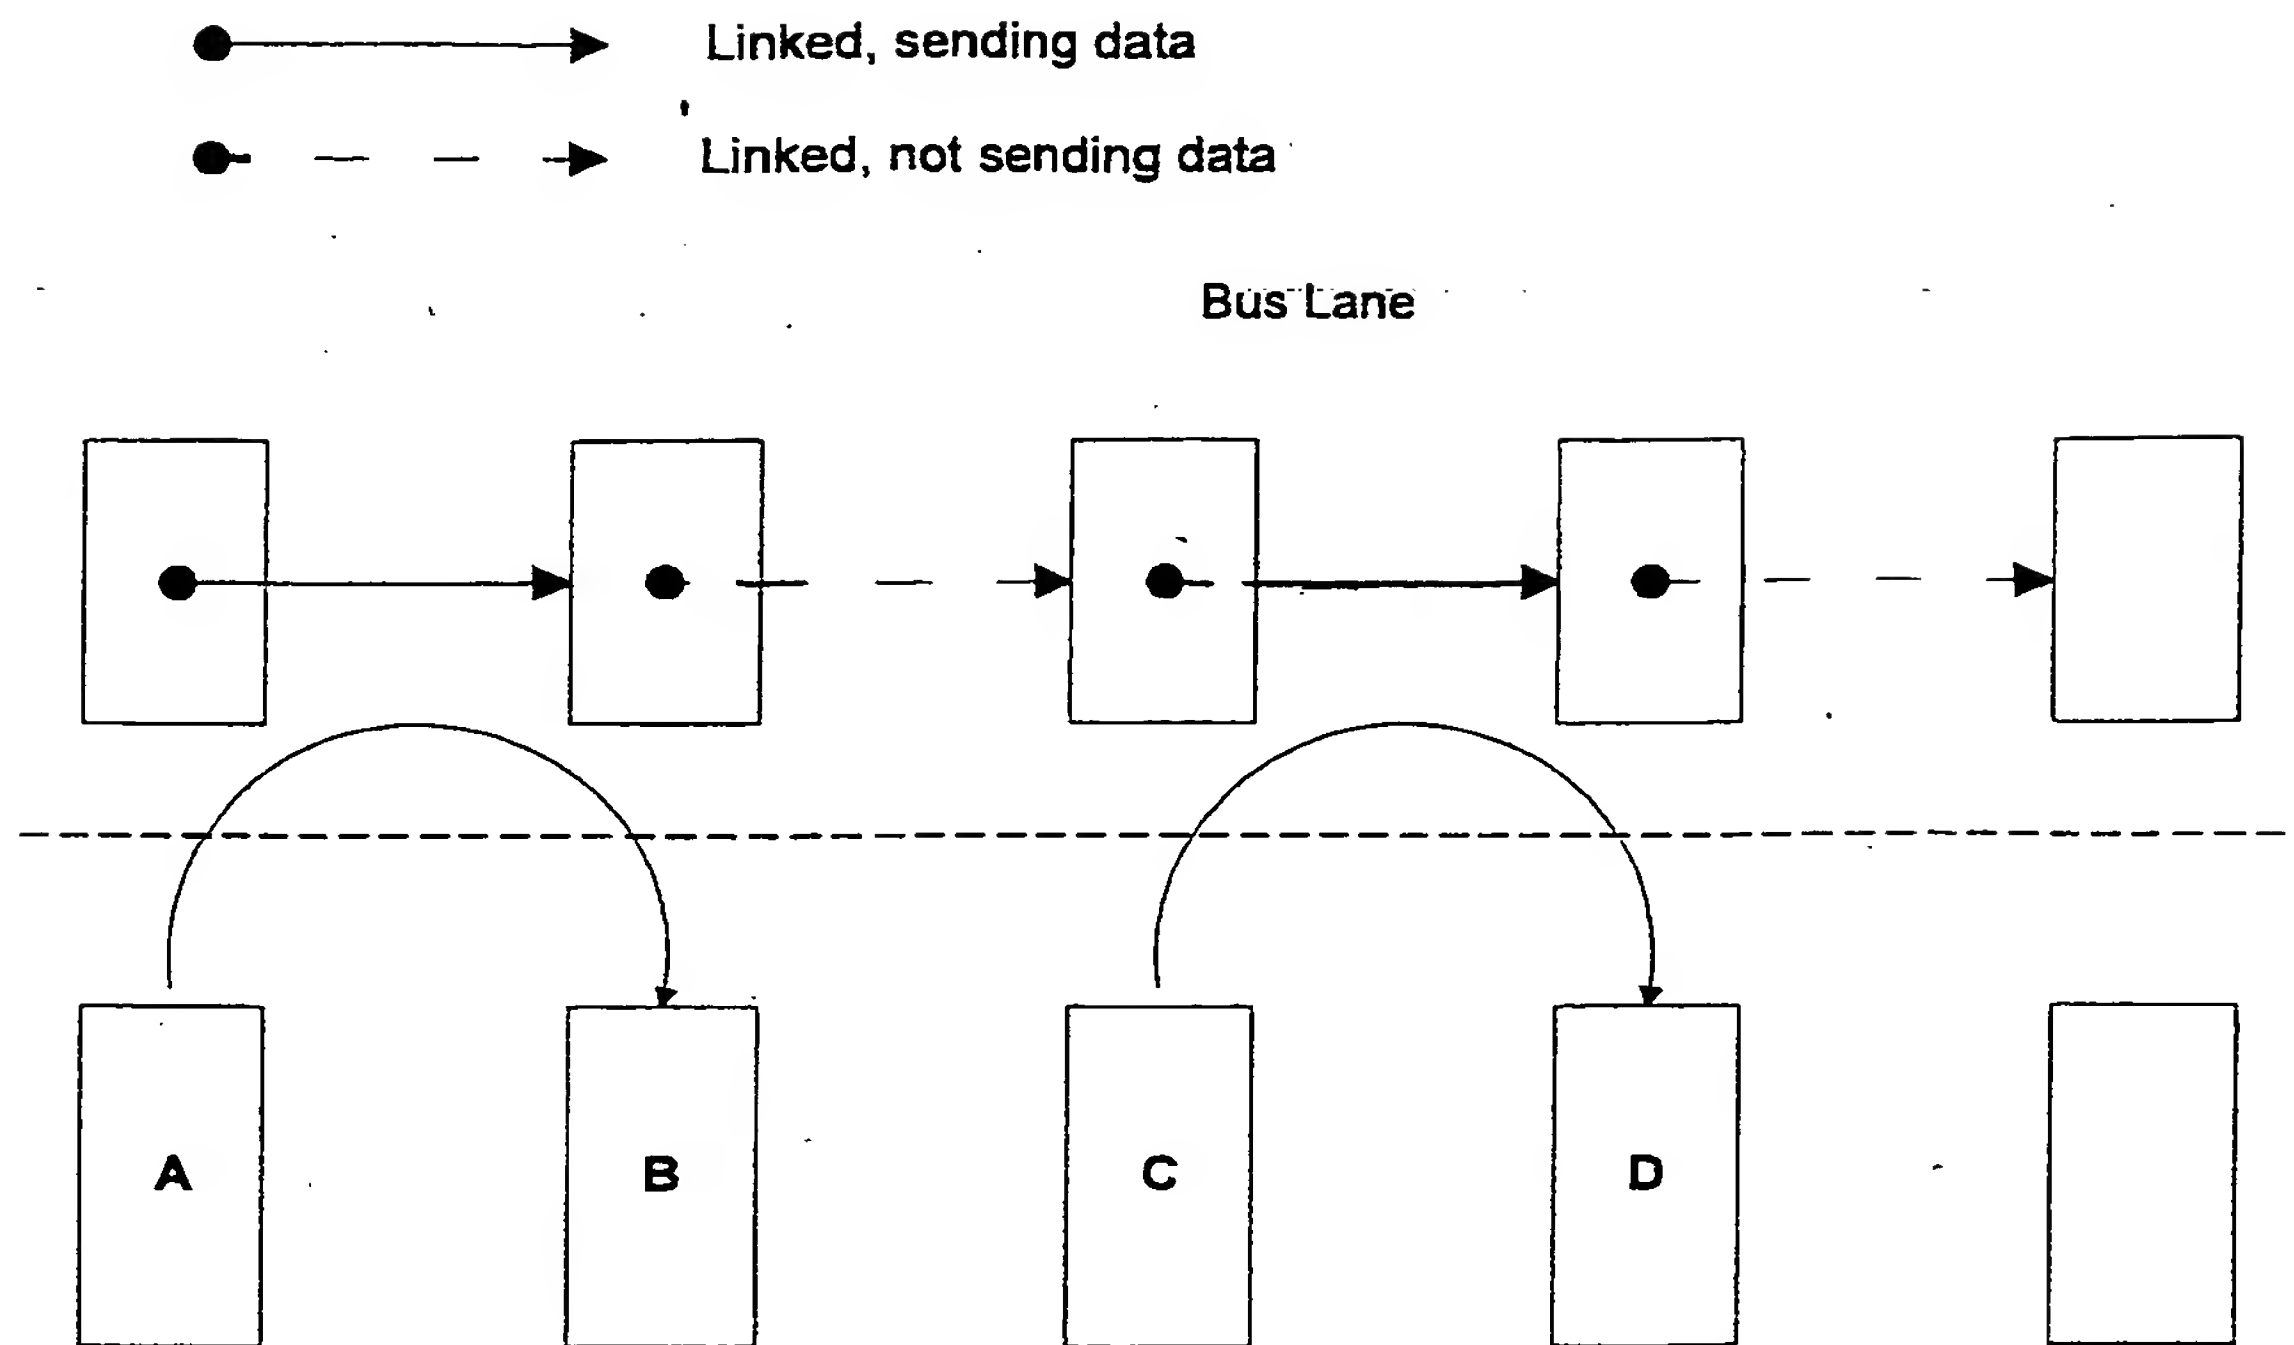 Linked, sending data
Linked, not sending data
Bus Lane
A
B
C
D